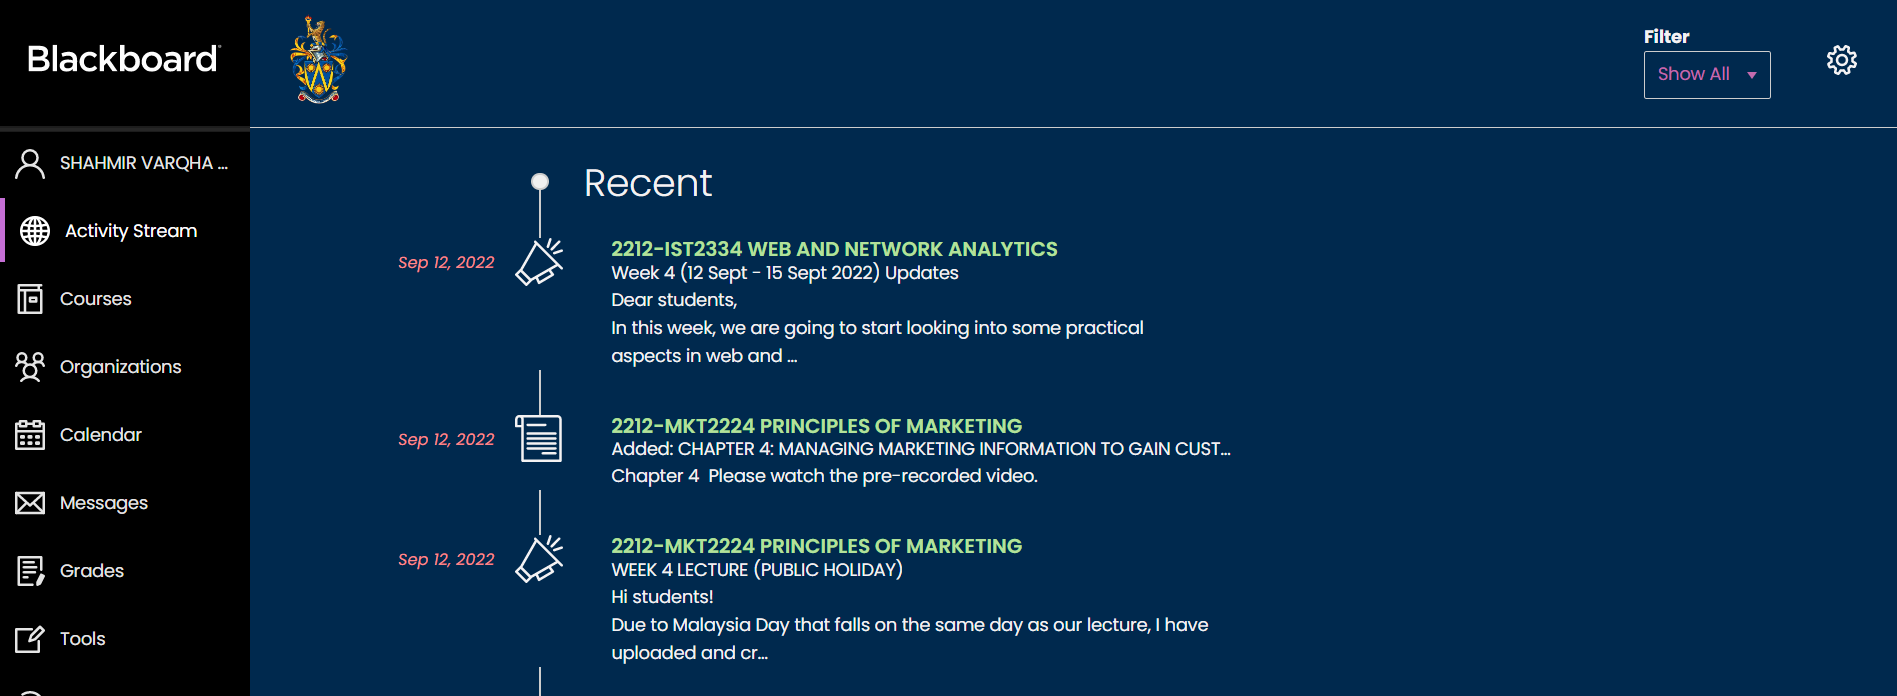 Blackboard
Filter
Show All
SHAHMIR VARQHA ...
Activity Stream
Courses
Organizations
Calendar
Messages
Grades
Tools
Recent
Sep 12, 2022
2212-IST2334 WEB AND NETWORK ANALYTICS
Week 4 (12 Sept - 15 Sept 2022) Updates
Dear students,
In this week, we are going to start looking into some practical
aspects in web and ...
Sep 12, 2022
2212-MKT2224 PRINCIPLES OF MARKETING
Added: CHAPTER 4: MANAGING MARKETING INFORMATION TO GAIN CUST...
Chapter 4  Please watch the pre-recorded video.
Sep 12, 2022
2212-MKT2224 PRINCIPLES OF MARKETING
WEEK 4 LECTURE (PUBLIC HOLIDAY)
Hi students!
Due to Malaysia Day that falls on the same day as our lecture, I have
uploaded and cr...